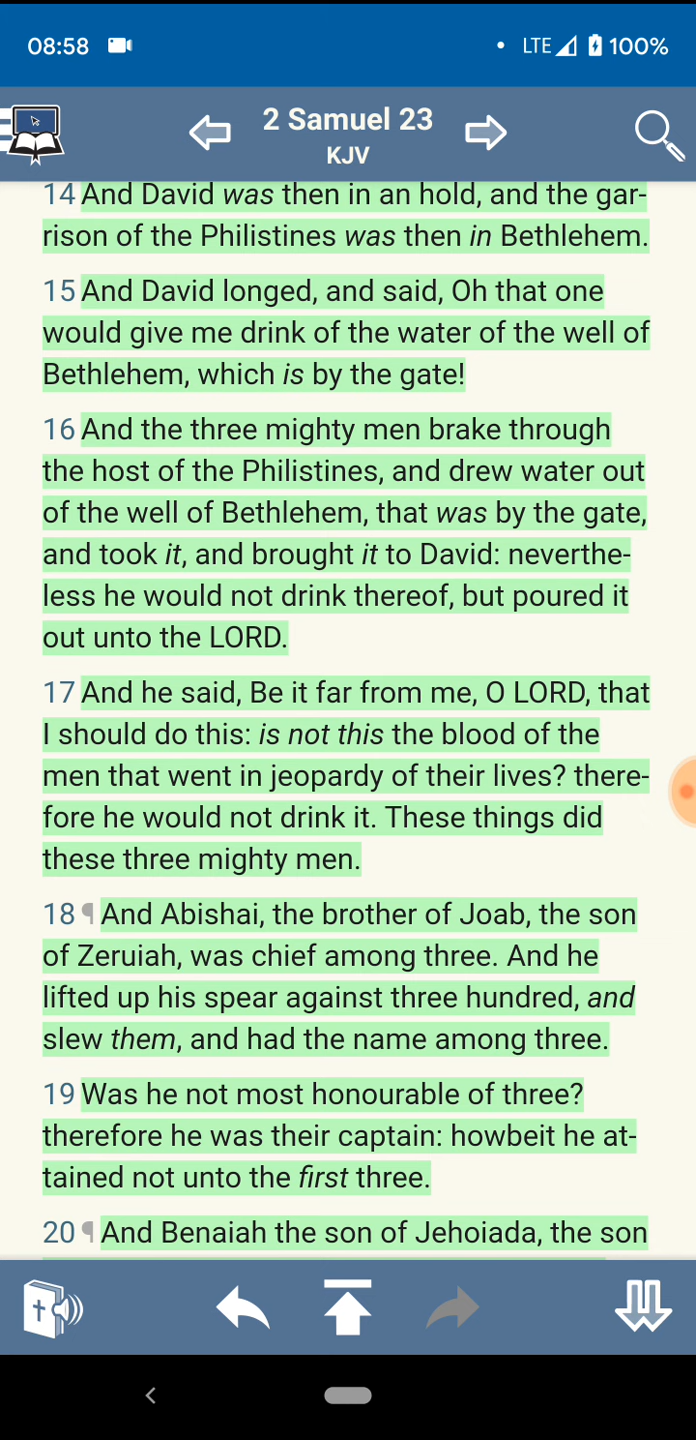 08:58
LTE 100%
2 Samuel 23
KJV
14 And David was then in an hold, and the gar-
rison of the Philistines was then in Bethlehem.
15 And David longed, and said, Oh that one
would give me drink of the water of the well of
Bethlehem, which is by the gate!
16 And the three mighty men brake through
the host of the Philistines, and drew water out
of the well of Bethlehem, that was by the gate,
and took it, and brought it to David: neverthe-
less he would not drink thereof, but poured it
out unto the LORD.
17 And he said, Be it far from me, O LORD, that
I should do this: is not this the blood of the
men that went in jeopardy of their lives? there-
fore he would not drink it. These things did
these three mighty men.
18 ¶ And Abishai, the brother of Joab, the son
of Zeruiah, was chief among three. And he
lifted up his spear against three hundred, and
slew them, and had the name among three.
19 Was he not most honourable of three?
therefore he was their captain: howbeit he at-
tained not unto the first three.
20 ¶ And Benaiah the son of Jehoiada, the son